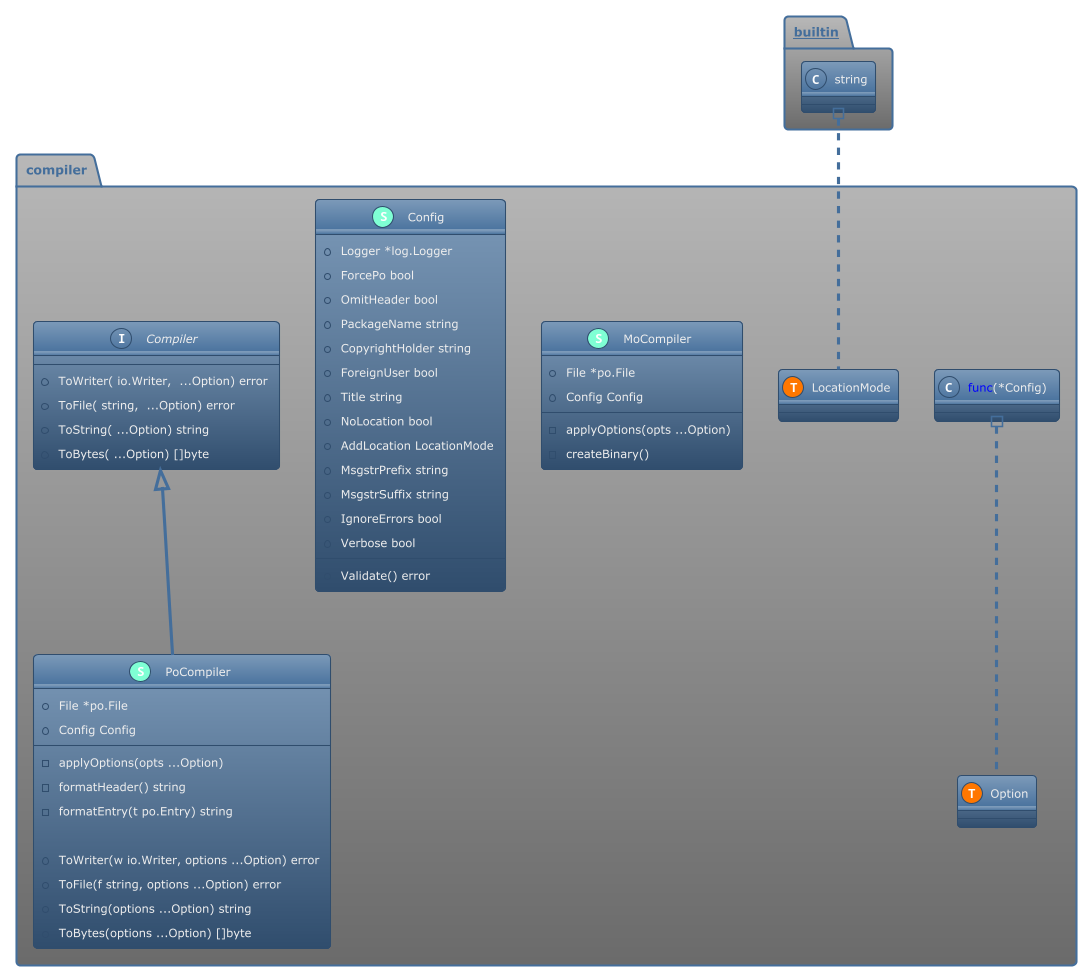 builtin
C string
compiler
S Config
Logger *log.Logger
ForcePo bool
OmitHeader bool
PackageName string
CopyrightHolder string
ForeignUser bool
Title string
NoLocation bool
AddLocation LocationMode
MsgstrPrefix string
MsgstrSuffix string
IgnoreErrors bool
Verbose bool
Validate() error
I Compiler
ToWriter( io.Writer,  ...Option) error
ToFile( string,  ...Option) error
ToString( ...Option) string
ToBytes( ...Option) []byte
S MoCompiler
File *po.File
Config Config
applyOptions(opts ...Option)
createBinary()
T LocationMode
C func(*Config)
S PoCompiler
File *po.File
Config Config
applyOptions(opts ...Option)
formatHeader() string
formatEntry(t po.Entry) string
ToWriter(w io.Writer, options ...Option) error
ToFile(f string, options ...Option) error
ToString(options ...Option) string
ToBytes(options ...Option) []byte
T Option